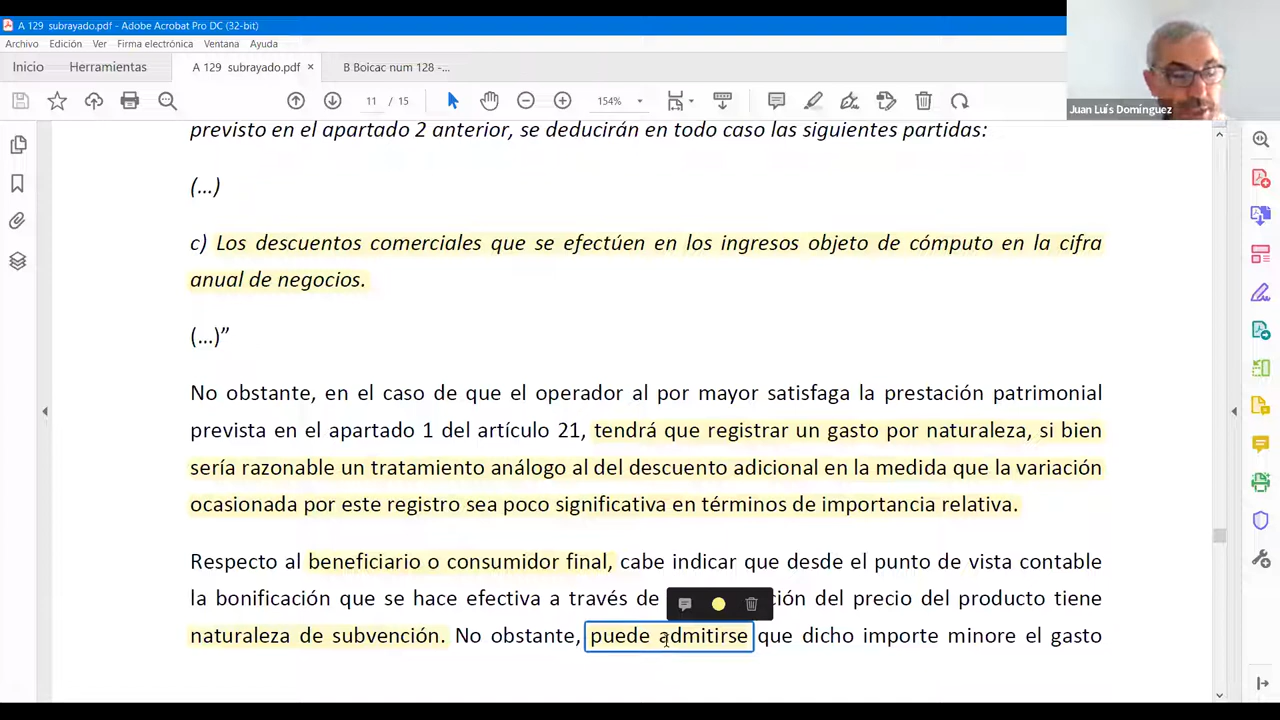 A 129 subrayado.pdf - Adobe Acrobat Pro DC (32-bit)
Archivo Edición Ver Firma electrónica Ventana Ayuda
Inicio Herramientas A 129 subrayado.pdf × B Boicac num 128 -...
11 / 15 154%
Juan Luís Domínguez
previsto en el apartado 2 anterior, se deducirán en todo caso las siguientes partidas:
(...)
c) Los descuentos comerciales que se efectúen en los ingresos objeto de cómputo en la cifra
anual de negocios.
(...)”
No obstante, en el caso de que el operador al por mayor satisfaga la prestación patrimonial
prevista en el apartado 1 del artículo 21, tendrá que registrar un gasto por naturaleza, si bien
sería razonable un tratamiento análogo al del descuento adicional en la medida que la variación
ocasionada por este registro sea poco significativa en términos de importancia relativa.
Respecto al beneficiario o consumidor final, cabe indicar que desde el punto de vista contable
la bonificación que se hace efectiva a través de ción del precio del producto tiene
naturaleza de subvención. No obstante, puede admitirse que dicho importe minore el gasto